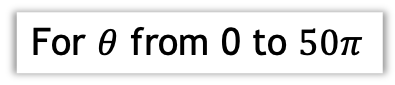 For θ from 0 to 50π